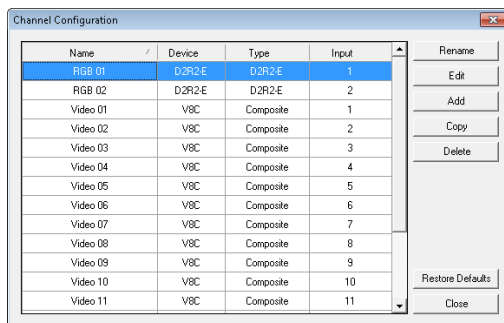 Channel Configuration
Name Device Type Input
RGB 01 D2R2-E D2R2-E 1
RGB 02 D2R2-E D2R2-E 2
Video 01 V8C Composite 1
Video 02 V8C Composite 2
Video 03 V8C Composite 3
Video 04 V8C Composite 4
Video 05 V8C Composite 5
Video 06 V8C Composite 6
Video 07 V8C Composite 7
Video 08 V8C Composite 8
Video 09 V8C Composite 9
Video 10 V8C Composite 10
Video 11 V8C Composite 11
Rename
Edit
Add
Copy
Delete
Restore Defaults
Close